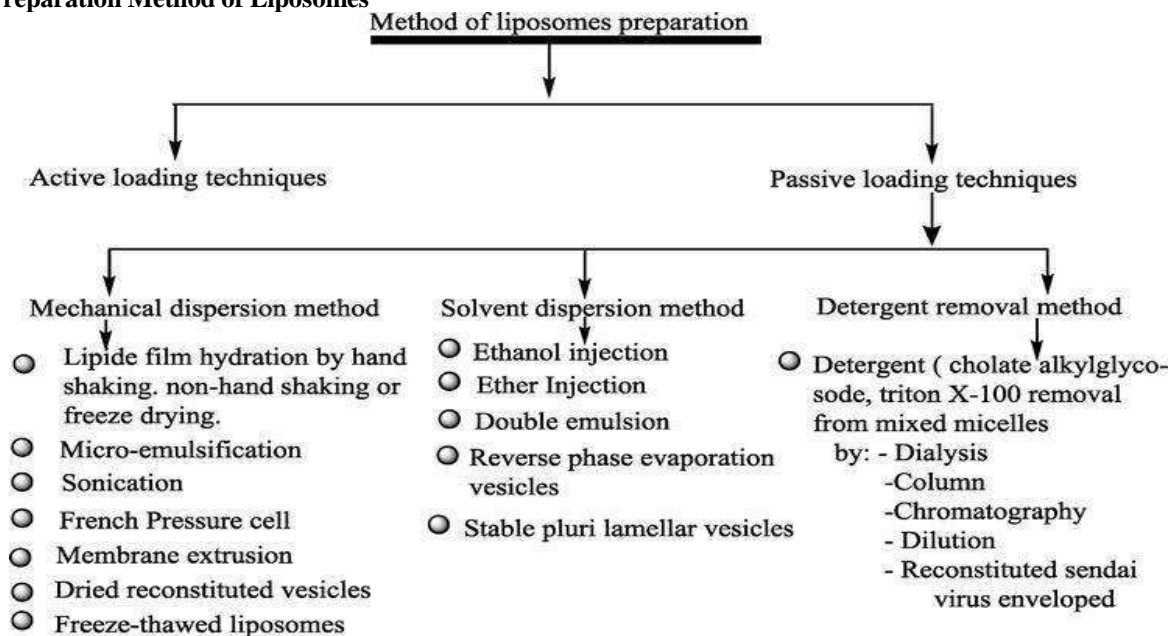 reparation Method of Liposomes
Method of liposomes preparation
Active loading techniques
Passive loading techniques
Mechanical dispersion method
Lipide film hydration by hand
shaking. non-hand shaking or
freeze drying.
Micro-emulsification
Sonication
French Pressure cell
Membrane extrusion
Dried reconstituted vesicles
Freeze-thawed liposomes
Solvent dispersion method
Ethanol injection
Ether Injection
Double emulsion
Reverse phase evaporation
vesicles
Stable pluri lamellar vesicles
Detergent removal method
Detergent ( cholate alkylglyco-
sode, triton X-100 removal
from mixed micelles
by: - Dialysis
-Column
-Chromatography
- Dilution
- Reconstituted sendai
virus enveloped